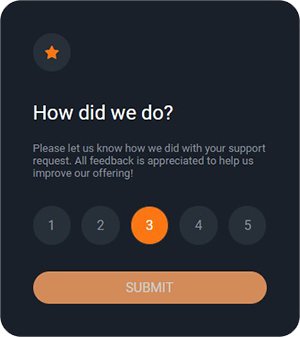 How did we do?
Please let us know how we did with your support
request. All feedback is appreciated to help us
improve our offering!
1 2 3 4 5
SUBMIT